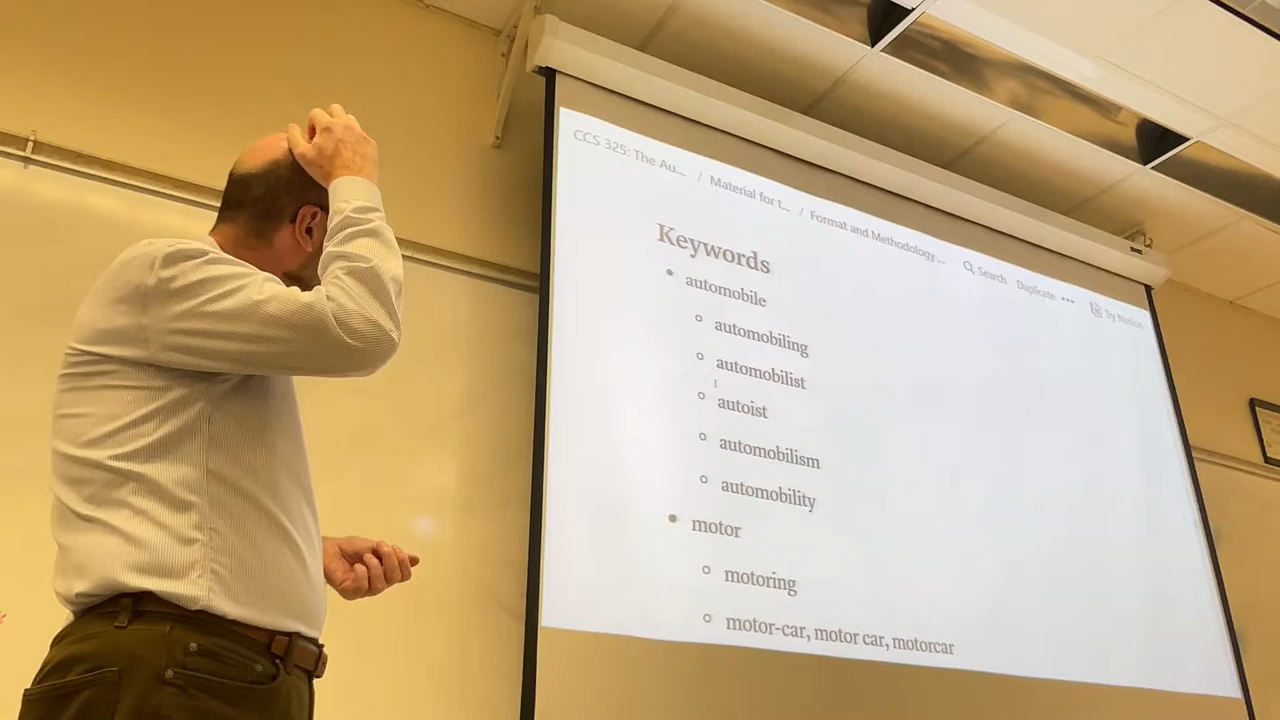 CCS 325: The Au... / Material for t... / Format and Methodology ... Search Duplicate ••• Try Notion
Keywords
• automobile
◦ automobiling
◦ automobilist
◦ autoist
◦ automobilism
◦ automobility
• motor
◦ motoring
◦ motor-car, motor car, motorcar